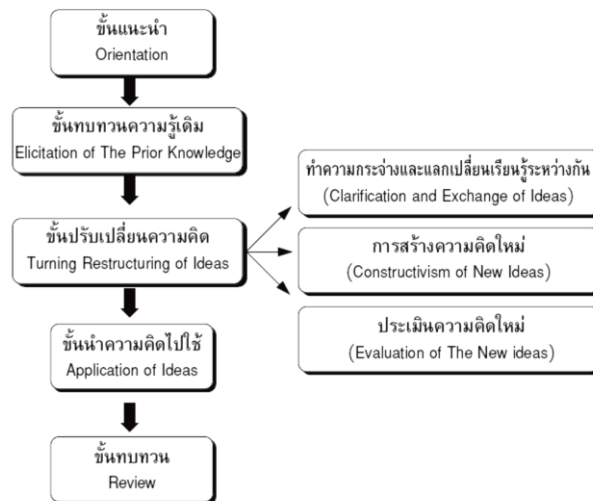 ขั้นแนะนำ
Orientation
ขั้นทบทวนความรู้เดิม
Elicitation of The Prior Knowledge
ขั้นปรับเปลี่ยนความคิด
Turning Restructuring of Ideas
ทำความกระจ่างและแลกเปลี่ยนเรียนรู้ระหว่างกัน
(Clarification and Exchange of Ideas)
การสร้างความคิดใหม่
(Constructivism of New Ideas)
ประเมินความคิดใหม่
(Evaluation of The New ideas)
ขั้นนำความคิดไปใช้
Application of Ideas
ขั้นทบทวน
Review